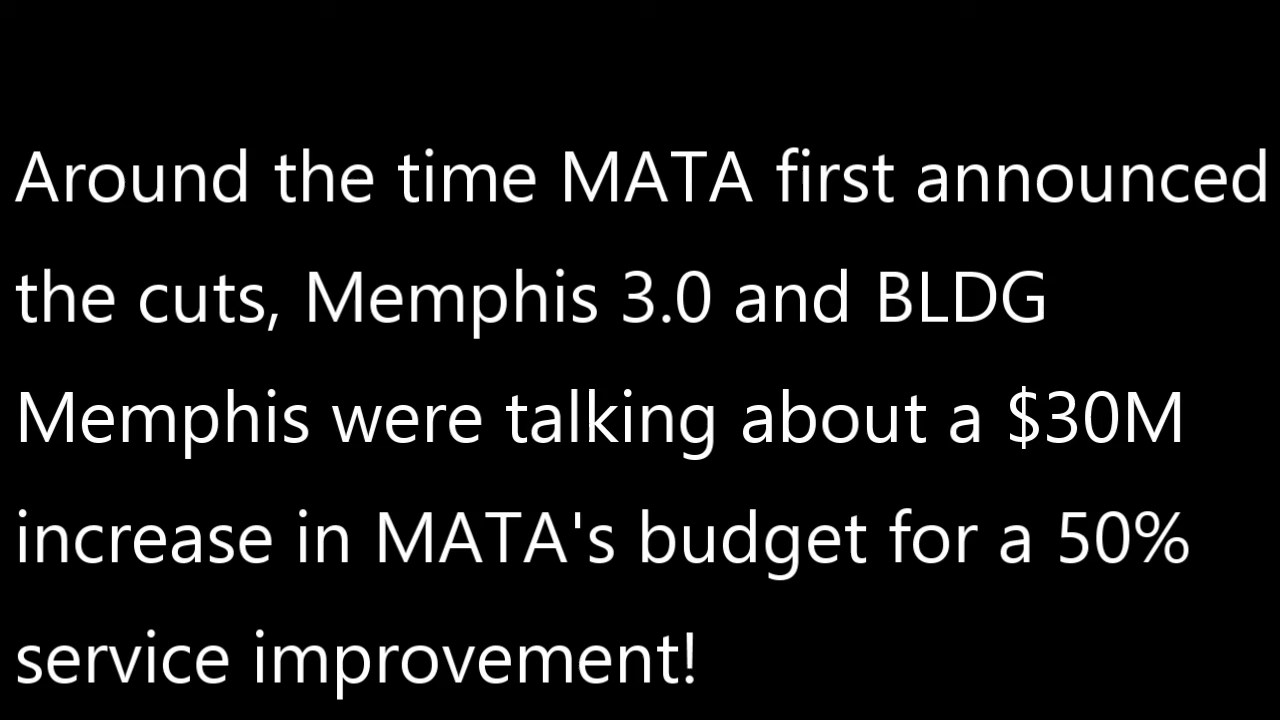 Around the time MATA first announced
the cuts, Memphis 3.0 and BLDG
Memphis were talking about a $30M
increase in MATA's budget for a 50%
service improvement!